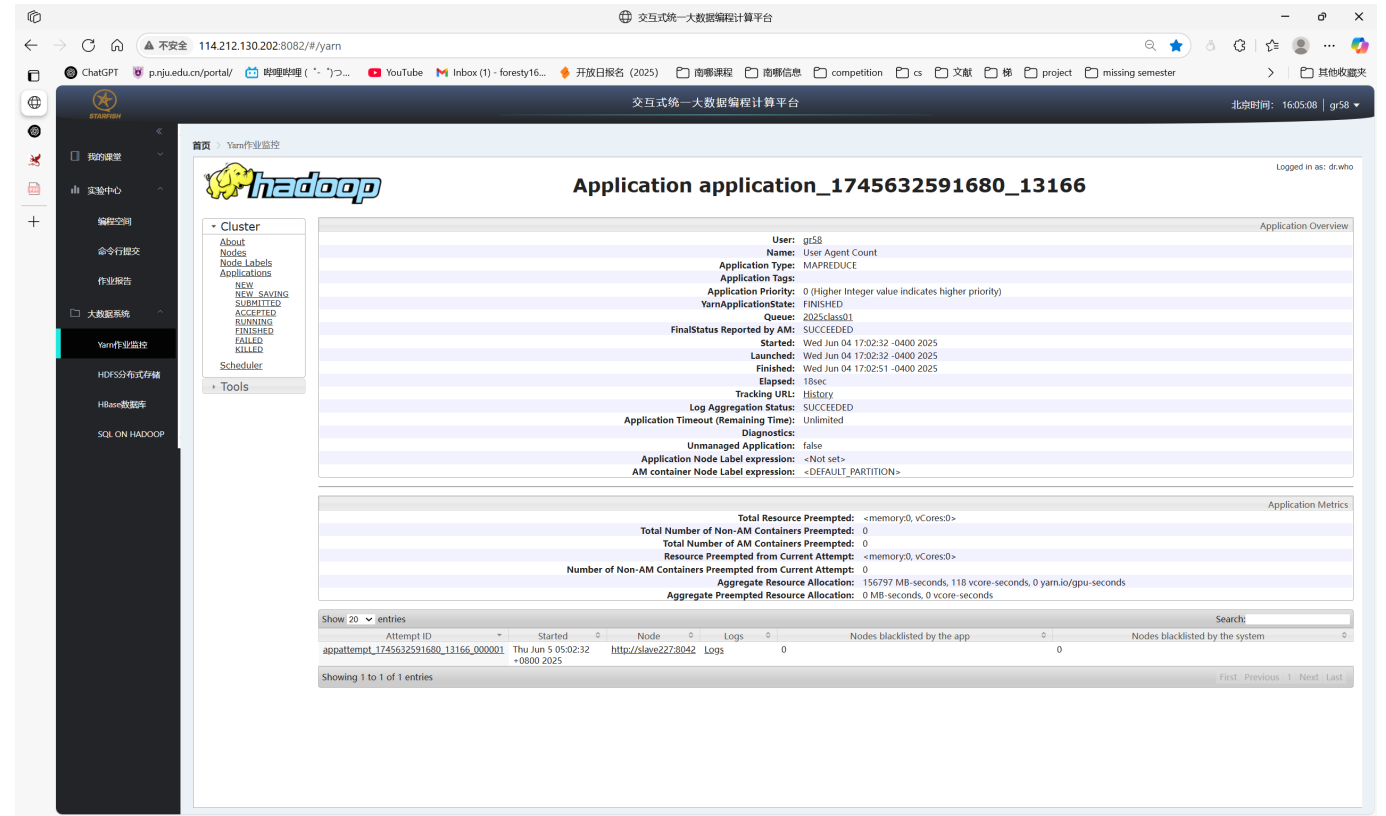 交互式统一大数据编程计算平台
不安全 114.212.130.202:8082/#/yarn
ChatGPT p.nju.edu.cn/portal/ 哔哩哔哩 ( ゜- ゜)つ... YouTube Inbox (1) - foresty16... 开放日报名 (2025) 南哪课程 南哪信息 competition cs 文献 梯 project missing semester 其他收藏夹
STARFISH
交互式统一大数据编程计算平台
北京时间: 16:05:08 | gr58
我的课堂
实验中心
编程空间
命令行提交
作业报告
大数据系统
Yarn作业监控
HDFS分布式存储
HBase数据库
SQL ON HADOOP
首页 Yarn作业监控
hadoop
Application application_1745632591680_13166
Logged in as: dr.who
Cluster
About
Nodes
Node Labels
Applications
NEW
NEW_SAVING
SUBMITTED
ACCEPTED
RUNNING
FINISHED
FAILED
KILLED
Scheduler
Tools
Application Overview
User: gr58
Name: User Agent Count
Application Type: MAPREDUCE
Application Tags:
Application Priority: 0 (Higher Integer value indicates higher priority)
YarnApplicationState: FINISHED
Queue: 2025class01
FinalStatus Reported by AM: SUCCEEDED
Started: Wed Jun 04 17:02:32 -0400 2025
Launched: Wed Jun 04 17:02:32 -0400 2025
Finished: Wed Jun 04 17:02:51 -0400 2025
Elapsed: 18sec
Tracking URL: History
Log Aggregation Status: SUCCEEDED
Application Timeout (Remaining Time): Unlimited
Diagnostics:
Unmanaged Application: false
Application Node Label expression: <Not set>
AM container Node Label expression: <DEFAULT_PARTITION>
Application Metrics
Total Resource Preempted: <memory:0, vCores:0>
Total Number of Non-AM Containers Preempted: 0
Total Number of AM Containers Preempted: 0
Resource Preempted from Current Attempt: <memory:0, vCores:0>
Number of Non-AM Containers Preempted from Current Attempt: 0
Aggregate Resource Allocation: 156797 MB-seconds, 118 vcore-seconds, 0 yarn.io/gpu-seconds
Aggregate Preempted Resource Allocation: 0 MB-seconds, 0 vcore-seconds
Show 20 entries Search:
Attempt ID Started Node Logs Nodes blacklisted by the app Nodes blacklisted by the system
appattempt_1745632591680_13166_000001 Thu Jun 5 05:02:32 http://slave227:8042 Logs 0 0
+0800 2025
Showing 1 to 1 of 1 entries First Previous 1 Next Last